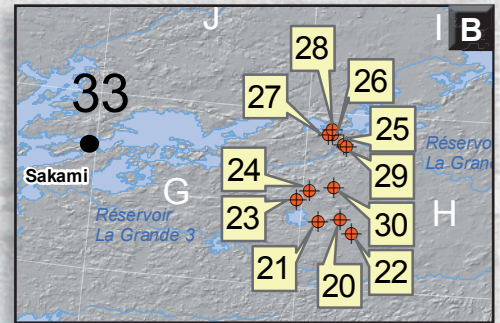 J
I
B
28
26
33
27
25
Réservo
La Gran
24
29
Sakami
G
30
H
23
Réservoir
La Grande 3
21
20
22